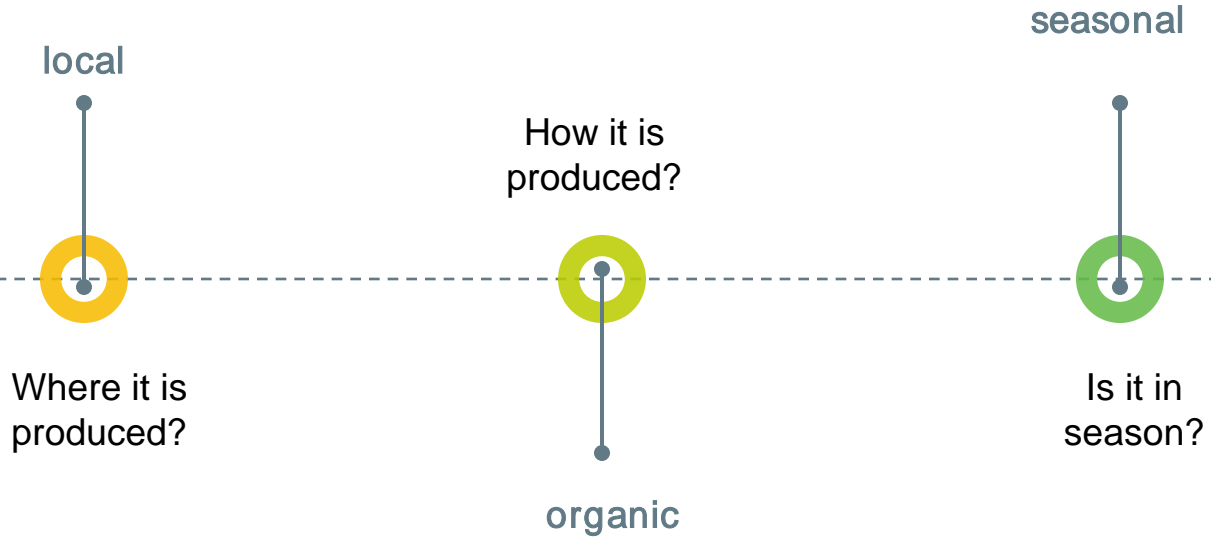 local
Where it is
produced?
How it is
produced?
organic
seasonal
Is it in
season?